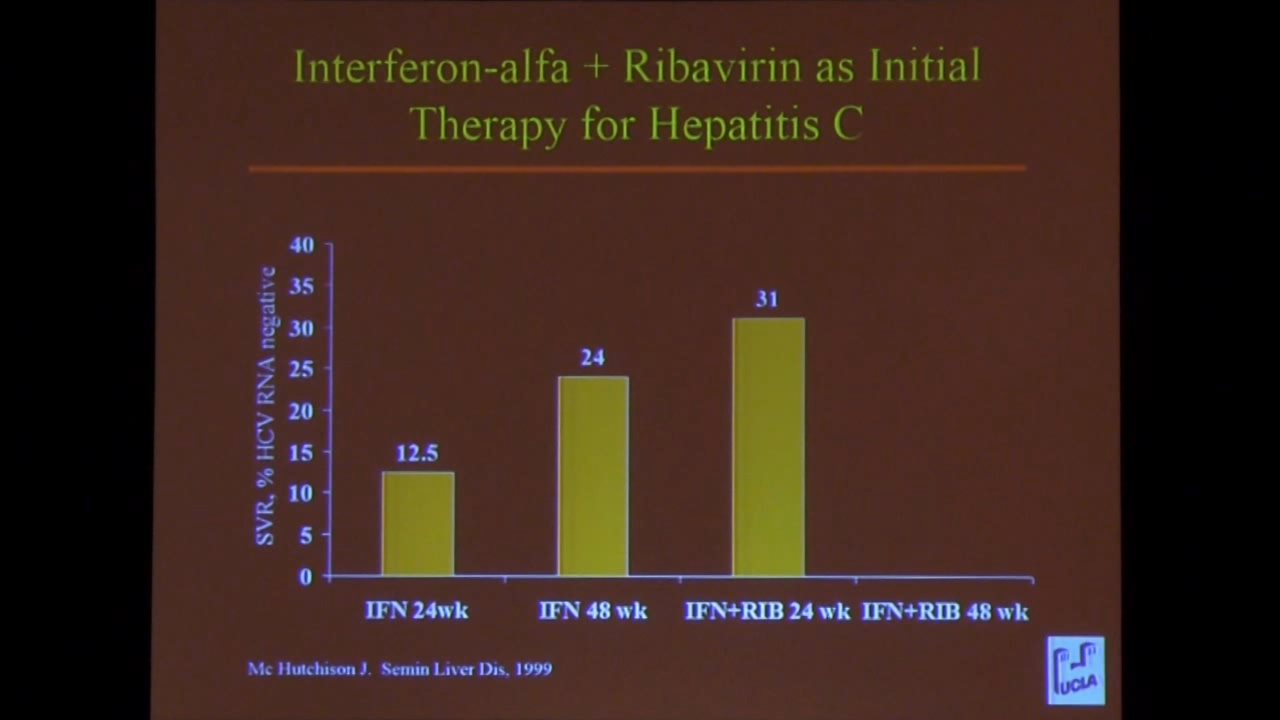 Interferon-alfa + Ribavirin as Initial
Therapy for Hepatitis C
SVR, % HCV RNA negative
40
35
30
25
20
15
10
5
0
12.5
24
31
IFN 24wk
IFN 48 wk
IFN+RIB 24 wk
IFN+RIB 48 wk
Mc Hutchison J. Semin Liver Dis, 1999
UCLA